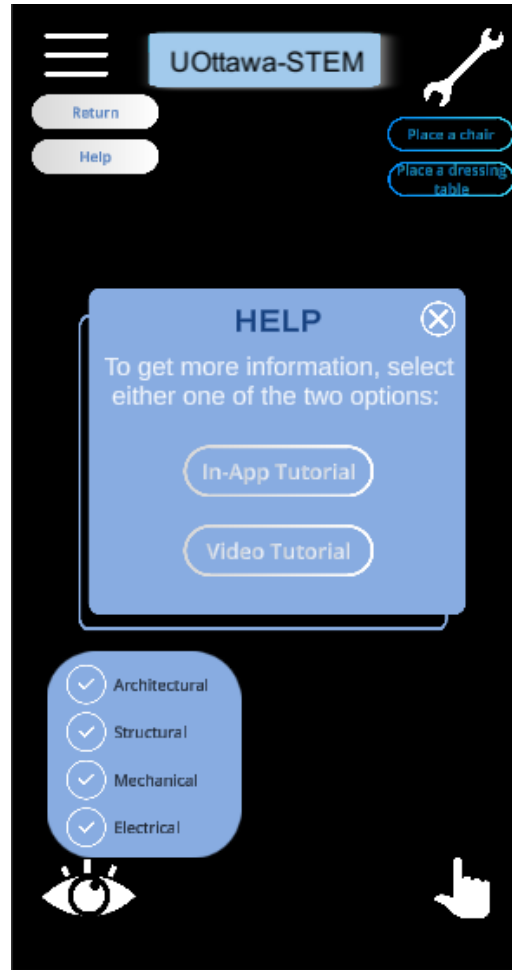 UOttawa-STEM
Return
Help
Place a chair
Place a dressing
table
HELP
To get more information, select
either one of the two options:
In-App Tutorial
Video Tutorial
Architectural
Structural
Mechanical
Electrical